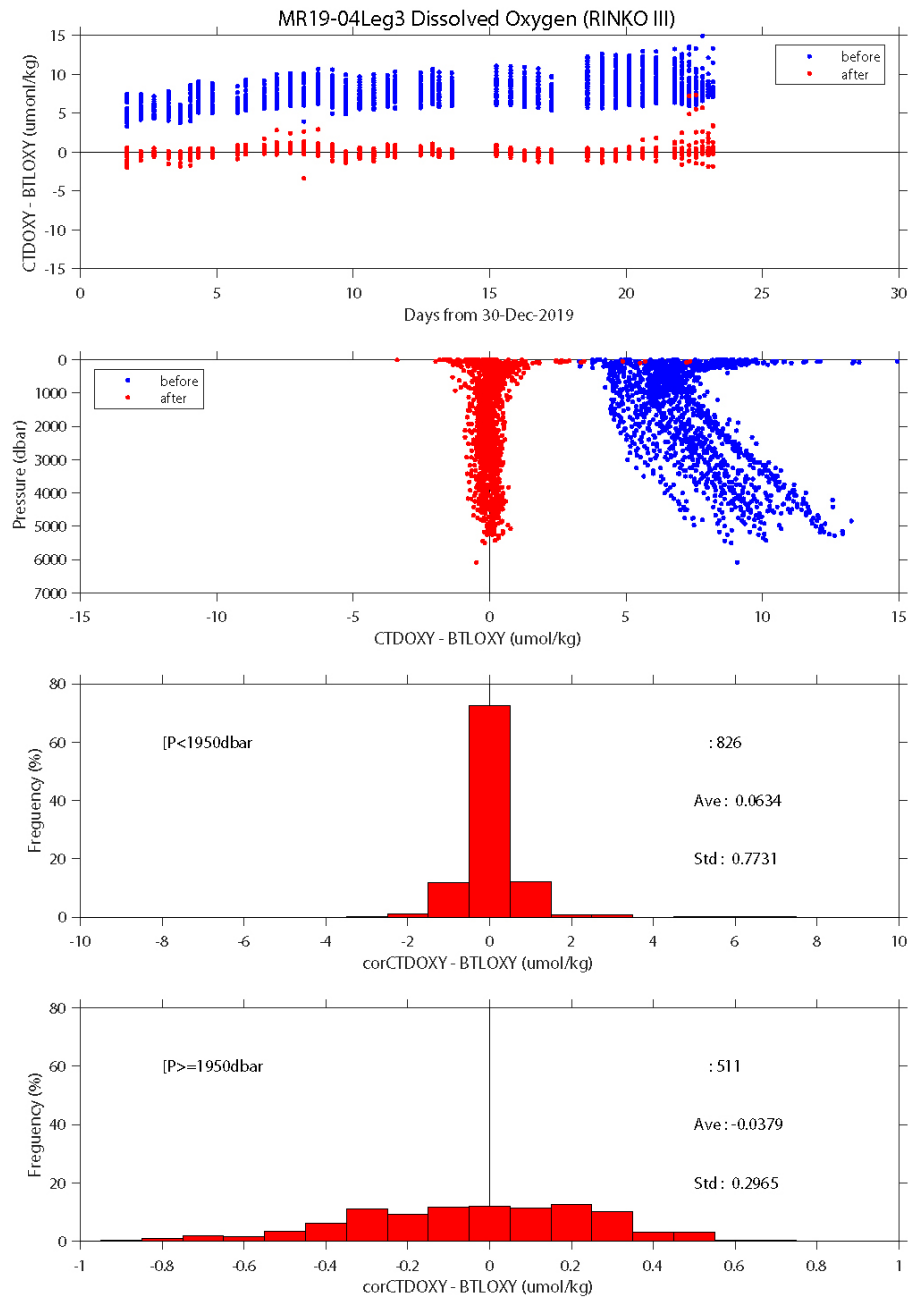 MR19-04Leg3 Dissolved Oxygen (RINKO III)
CTDOXY - BTLOXY (umonl/kg)
15
10
5
0
-5
-10
-15
before
after
0 5 10 15 20 25 30
Days from 30-Dec-2019
Pressure (dbar)
0
1000
2000
3000
4000
5000
6000
7000
before
after
-15 -10 -5 0 5 10 15
CTDOXY - BTLOXY (umol/kg)
Freguency (%)
80
60
40
20
0
[P<1950dbar : 826
Ave : 0.0634
Std : 0.7731
-10 -8 -6 -4 -2 0 2 4 6 8 10
corCTDOXY - BTLOXY (umol/kg)
Freguency (%)
80
60
40
20
0
[P>=1950dbar : 511
Ave : -0.0379
Std : 0.2965
-1 -0.8 -0.6 -0.4 -0.2 0 0.2 0.4 0.6 0.8 1
corCTDOXY - BTLOXY (umol/kg)